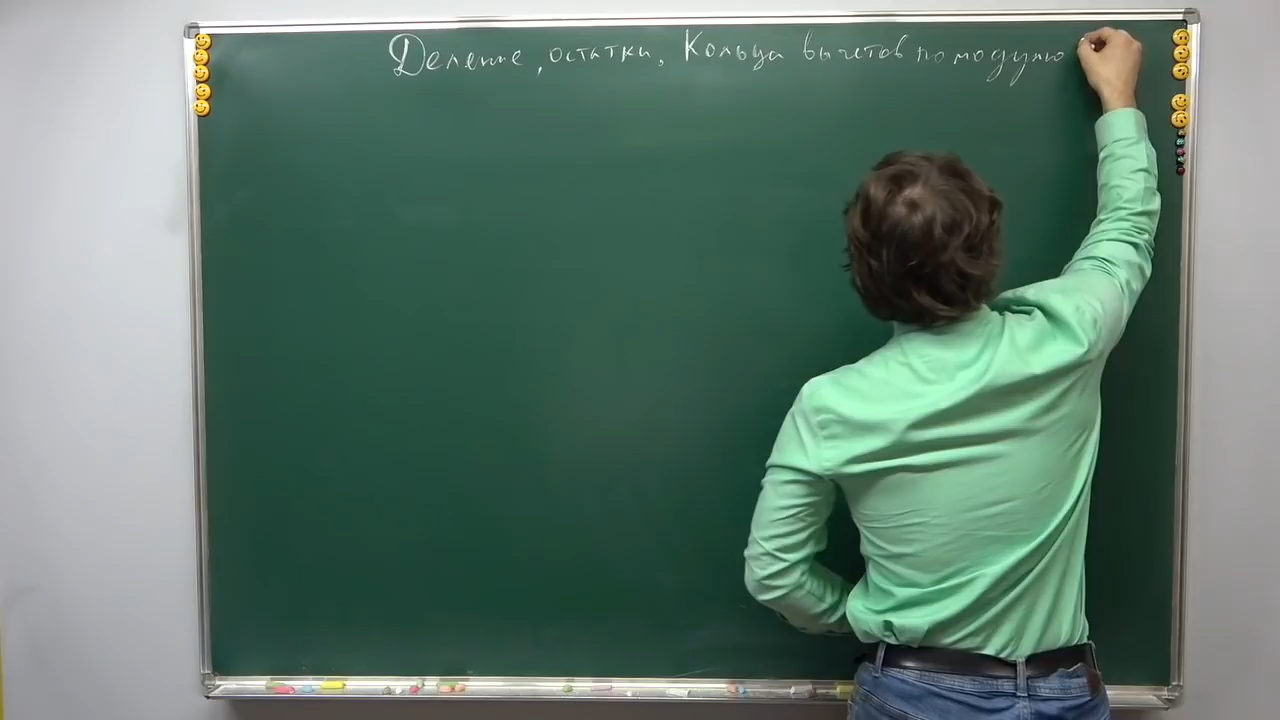 Деление, остатки, Кольца вычетов по модулю